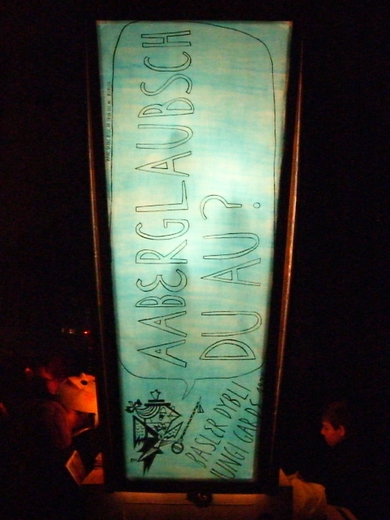 AABERGLAUBSCH
DU AU?
BASLER DYBLI
JUNGI GARDE